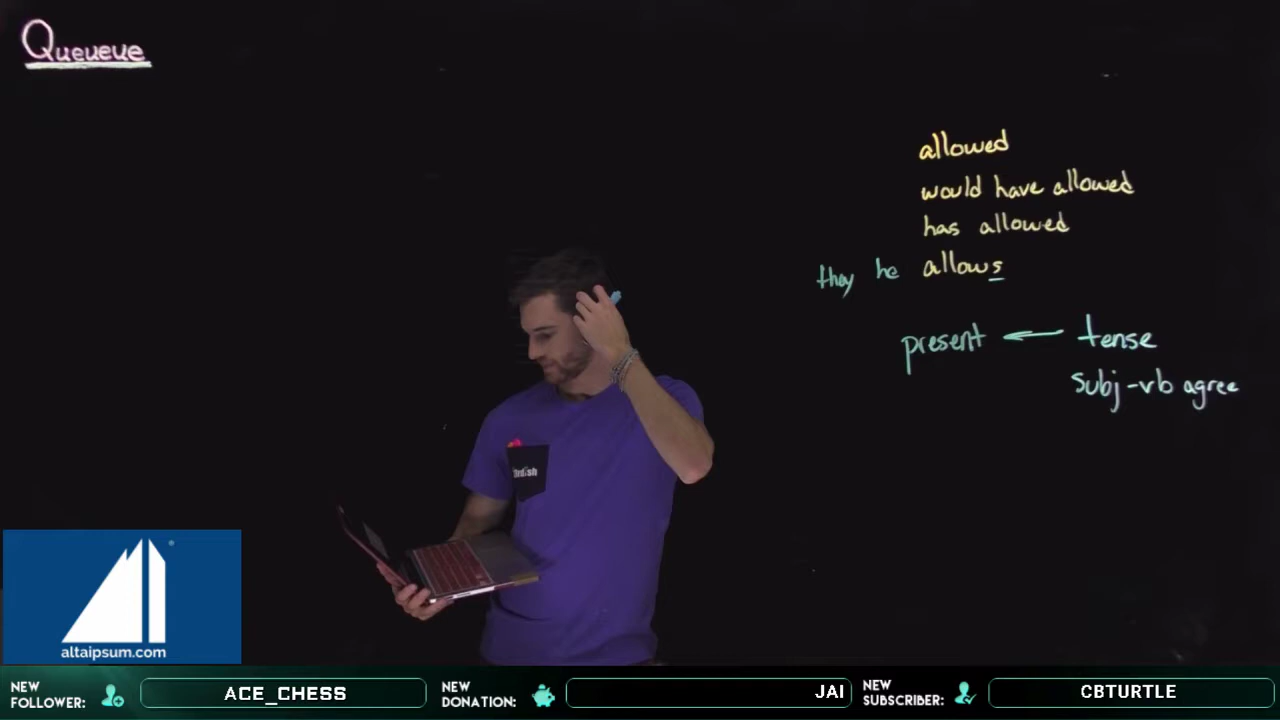 Queueue
allowed
would have allowed
has allowed
they he allows
present ← tense
subj-vb agree
altaipsum.com
NEW FOLLOWER: ACE_CHESS
NEW DONATION: JAI
NEW SUBSCRIBER: CBTURTLE